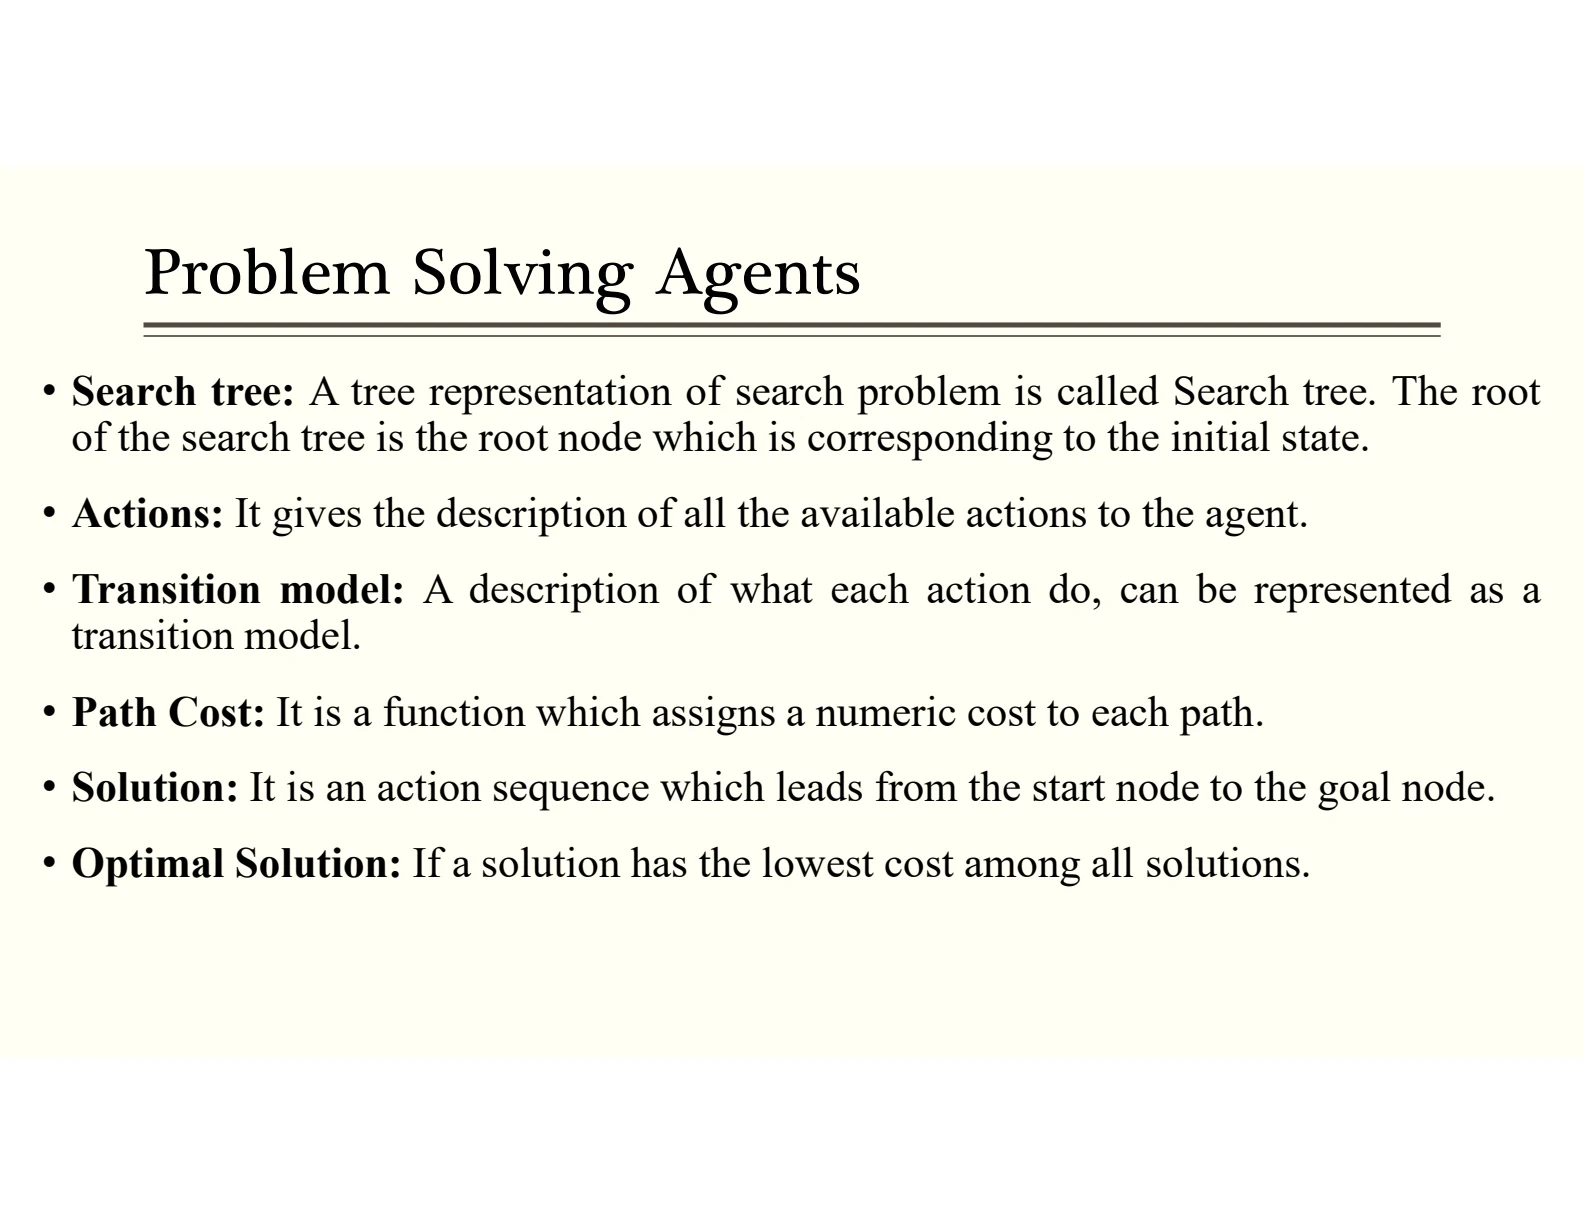 Problem Solving Agents
• Search tree: A tree representation of search problem is called Search tree. The root
of the search tree is the root node which is corresponding to the initial state.
• Actions: It gives the description of all the available actions to the agent.
• Transition model: A description of what each action do, can be represented as a
transition model.
• Path Cost: It is a function which assigns a numeric cost to each path.
• Solution: It is an action sequence which leads from the start node to the goal node.
• Optimal Solution: If a solution has the lowest cost among all solutions.